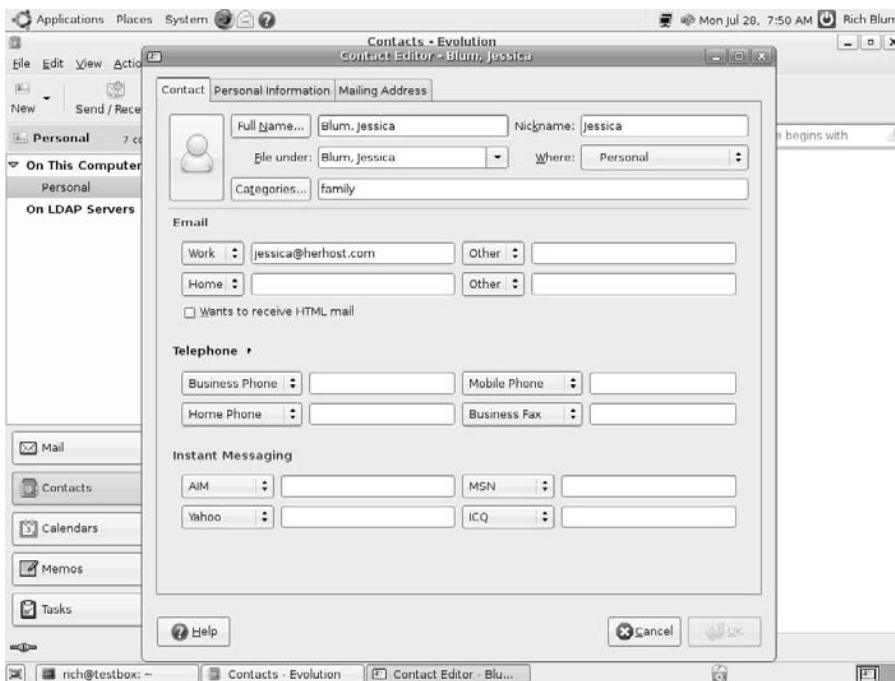 Applications Places System Mon Jul 28, 7:50 AM Rich Blum
Contacts - Evolution
Contact Editor - Blum, Jessica
File Edit View Actio
New Send / Rece
Personal 7 co
e begins with
On This Computer
Personal
On LDAP Servers
Contact Personal Information Mailing Address
Full Name... Blum, Jessica Nickname: Jessica
File under: Blum, Jessica Where: Personal
Categories... family
Email
Work jessica@herhost.com Other
Home Other
Wants to receive HTML mail
Telephone
Business Phone Mobile Phone
Home Phone Business Fax
Instant Messaging
AIM MSN
Yahoo ICQ
Mail
Contacts
Calendars
Memos
Tasks
Help Cancel OK
rich@testbox: ~ Contacts - Evolution Contact Editor - Blu...